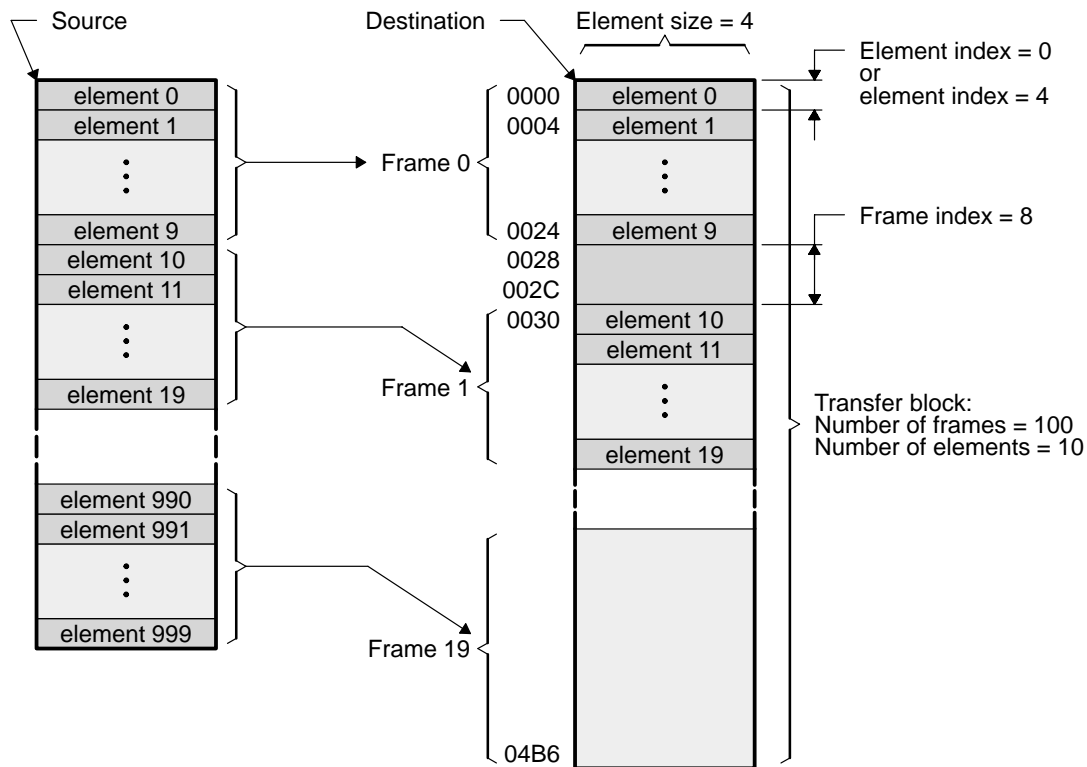 Source
Destination
Element size = 4
Element index = 0
or
element index = 4
element 0
element 1
element 9
element 10
element 11
element 19
element 990
element 991
element 999
Frame 0
Frame 1
Frame 19
0000
0004
0024
0028
002C
0030
04B6
element 0
element 1
element 9
element 10
element 11
element 19
Frame index = 8
Transfer block:
Number of frames = 100
Number of elements = 10